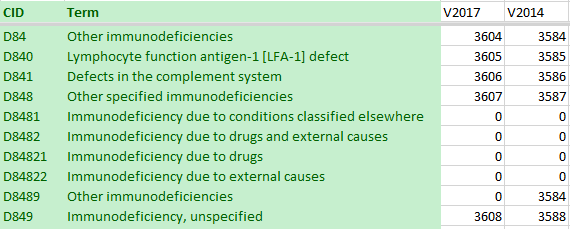 CID Term V2017 V2014
D84 Other immunodeficiencies 3604 3584
D840 Lymphocyte function antigen-1 [LFA-1] defect 3605 3585
D841 Defects in the complement system 3606 3586
D848 Other specified immunodeficiencies 3607 3587
D8481 Immunodeficiency due to conditions classified elsewhere 0 0
D8482 Immunodeficiency due to drugs and external causes 0 0
D84821 Immunodeficiency due to drugs 0 0
D84822 Immunodeficiency due to external causes 0 0
D8489 Other immunodeficiencies 0 3584
D849 Immunodeficiency, unspecified 3608 3588